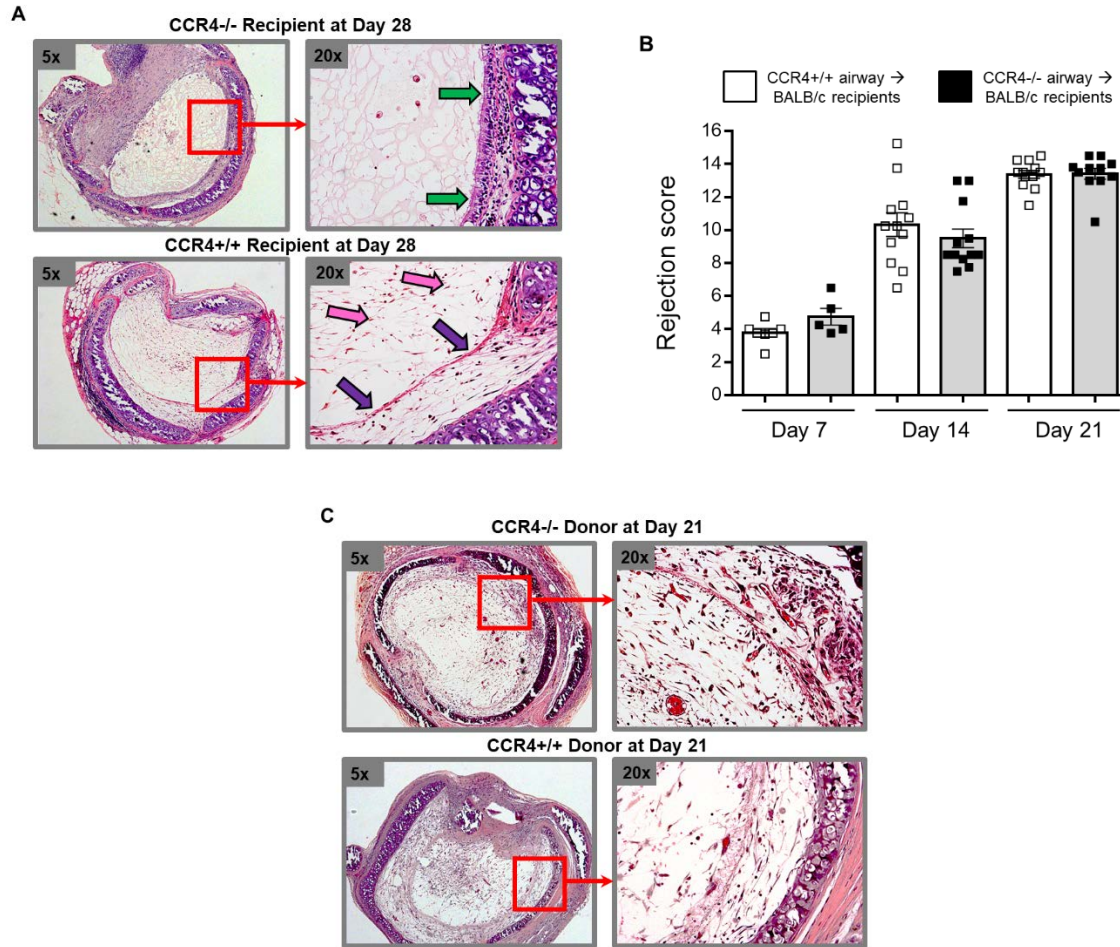 A
CCR4-/- Recipient at Day 28
5x
20x
CCR4+/+ Recipient at Day 28
5x
20x
B
CCR4+/+ airway →
BALB/c recipients
CCR4-/- airway →
BALB/c recipients
Rejection score
16
14
12
10
8
6
4
2
0
Day 7
Day 14
Day 21
C
CCR4-/- Donor at Day 21
5x
20x
CCR4+/+ Donor at Day 21
5x
20x